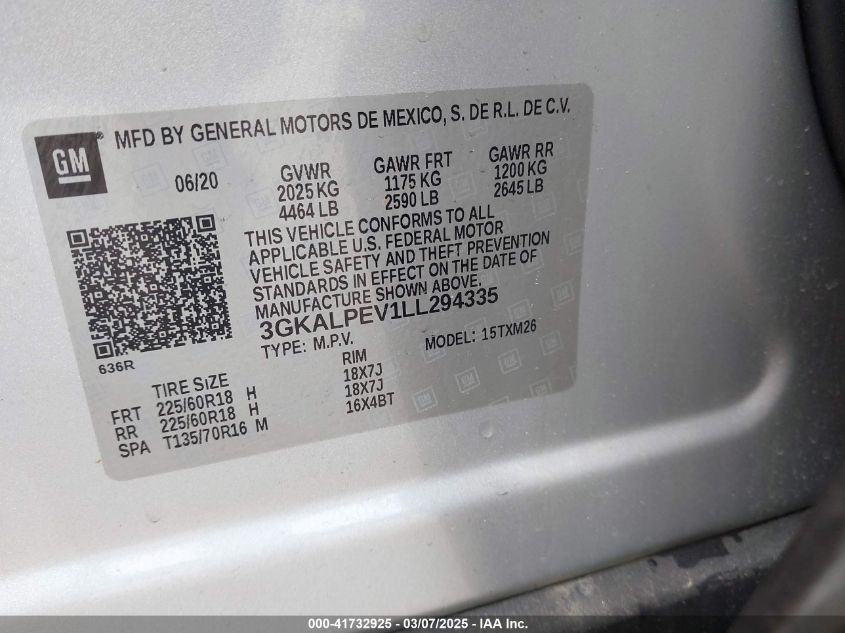 GM
MFD BY GENERAL MOTORS DE MEXICO, S. DE R.L. DE C.V.
06/20
GVWR
2025 KG
4464 LB
GAWR FRT
1175 KG
2590 LB
GAWR RR
1200 KG
2645 LB
THIS VEHICLE CONFORMS TO ALL
APPLICABLE U.S. FEDERAL MOTOR
VEHICLE SAFETY AND THEFT PREVENTION
STANDARDS IN EFFECT ON THE DATE OF
MANUFACTURE SHOWN ABOVE.
3GKALPEV1LL294335
TYPE: M.P.V. MODEL: 15TXM26
636R
TIRE SIZE RIM
FRT 225/60R18 H 18X7J
RR 225/60R18 H 18X7J
SPA T135/70R16 M 16X4BT
000-41732925 - 03/07/2025 - IAA Inc.